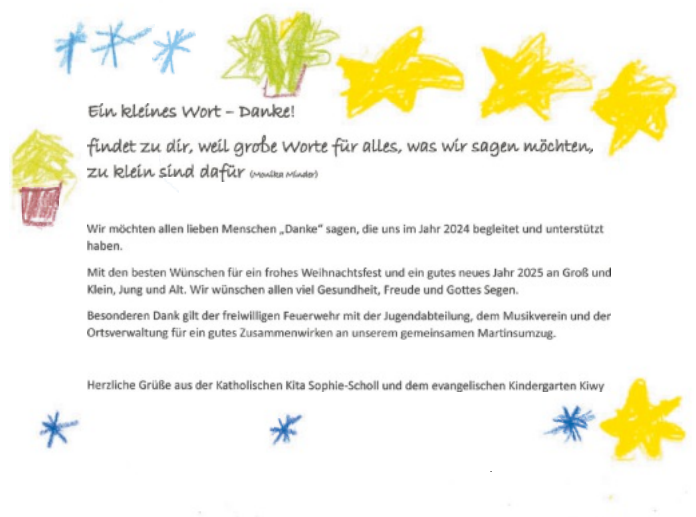 Ein kleines Wort – Danke!
findet zu dir, weil große Worte für alles, was wir sagen möchten,
zu klein sind dafür (Monika Minder)
Wir möchten allen lieben Menschen „Danke“ sagen, die uns im Jahr 2024 begleitet und unterstützt
haben.
Mit den besten Wünschen für ein frohes Weihnachtsfest und ein gutes neues Jahr 2025 an Groß und
Klein, Jung und Alt. Wir wünschen allen viel Gesundheit, Freude und Gottes Segen.
Besonderen Dank gilt der freiwilligen Feuerwehr mit der Jugendabteilung, dem Musikverein und der
Ortsverwaltung für ein gutes Zusammenwirken an unserem gemeinsamen Martinsumzug.
Herzliche Grüße aus der Katholischen Kita Sophie-Scholl und dem evangelischen Kindergarten Kiwy